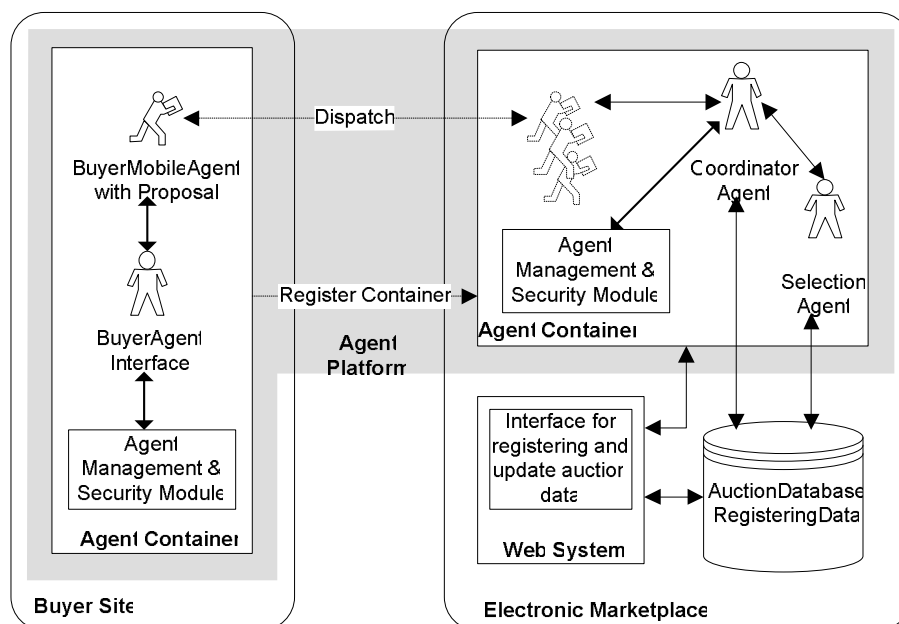 Dispatch
BuyerMobileAgent
with Proposal
Coordinator
Agent
Agent
Management &
Security Module
Selection
Agent
Register Container
BuyerAgent
Interface
Agent Container
Agent
Platform
Agent
Management &
Security Module
Agent Container
Interface for
registering and
update auction
data
Web System
AuctionDatabase
RegisteringData
Buyer Site
Electronic Marketplace